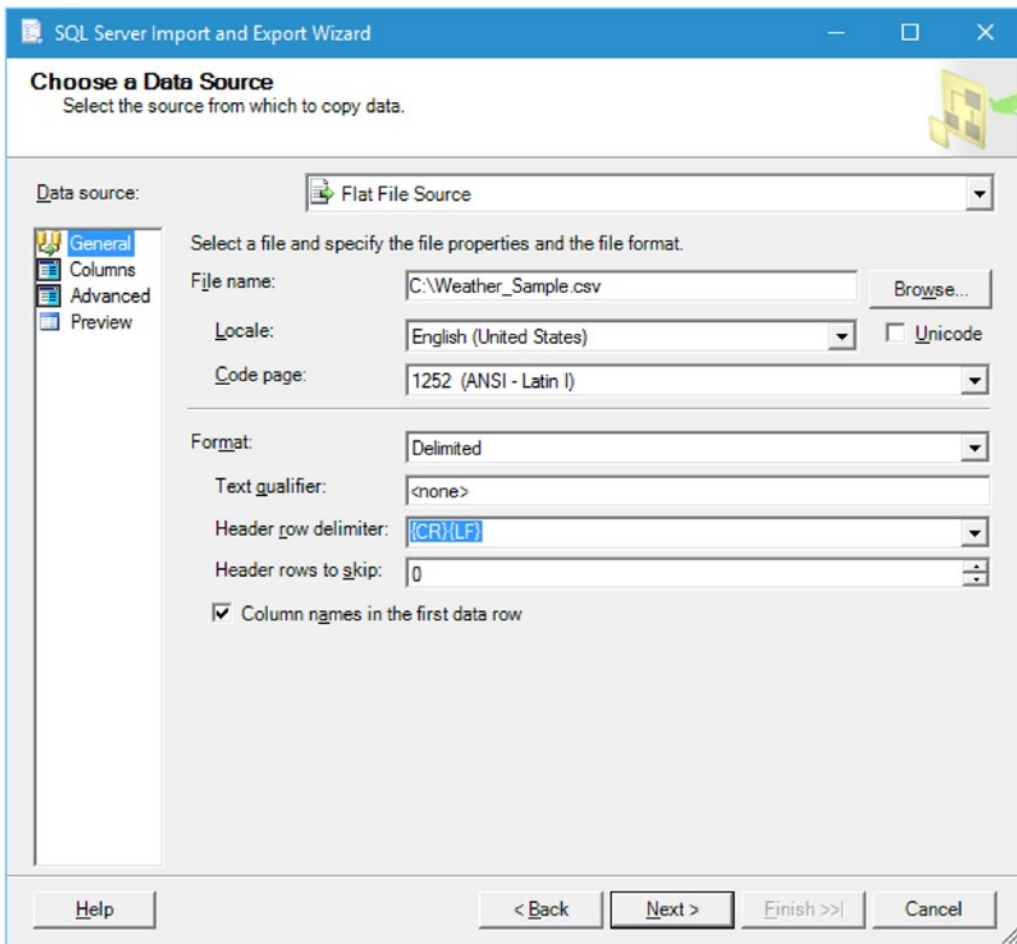 SQL Server Import and Export Wizard
Choose a Data Source
Select the source from which to copy data.
Data source: Flat File Source
General
Columns
Advanced
Preview
Select a file and specify the file properties and the file format.
File name: C:\Weather_Sample.csv Browse...
Locale: English (United States) Unicode
Code page: 1252 (ANSI - Latin I)
Format: Delimited
Text qualifier: <none>
Header row delimiter: {CR}{LF}
Header rows to skip: 0
Column names in the first data row
Help < Back Next > Finish >>| Cancel